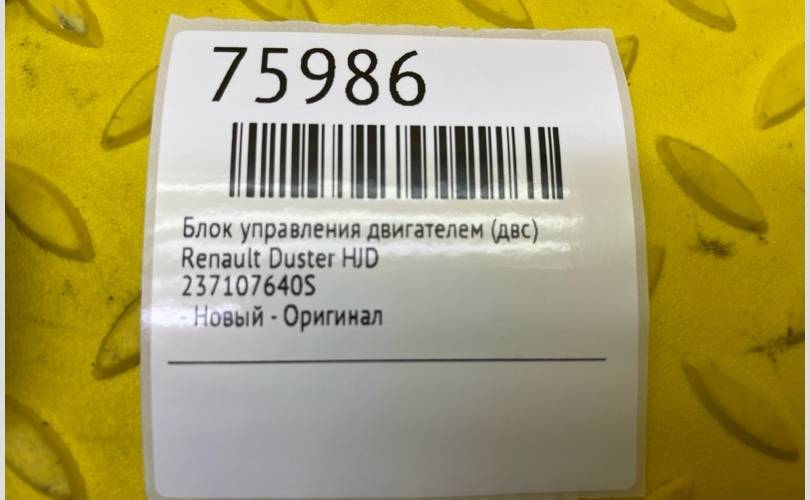 75986
Блок управления двигателем (двс)
Renault Duster HJD
237107640S
- Новый - Оригинал